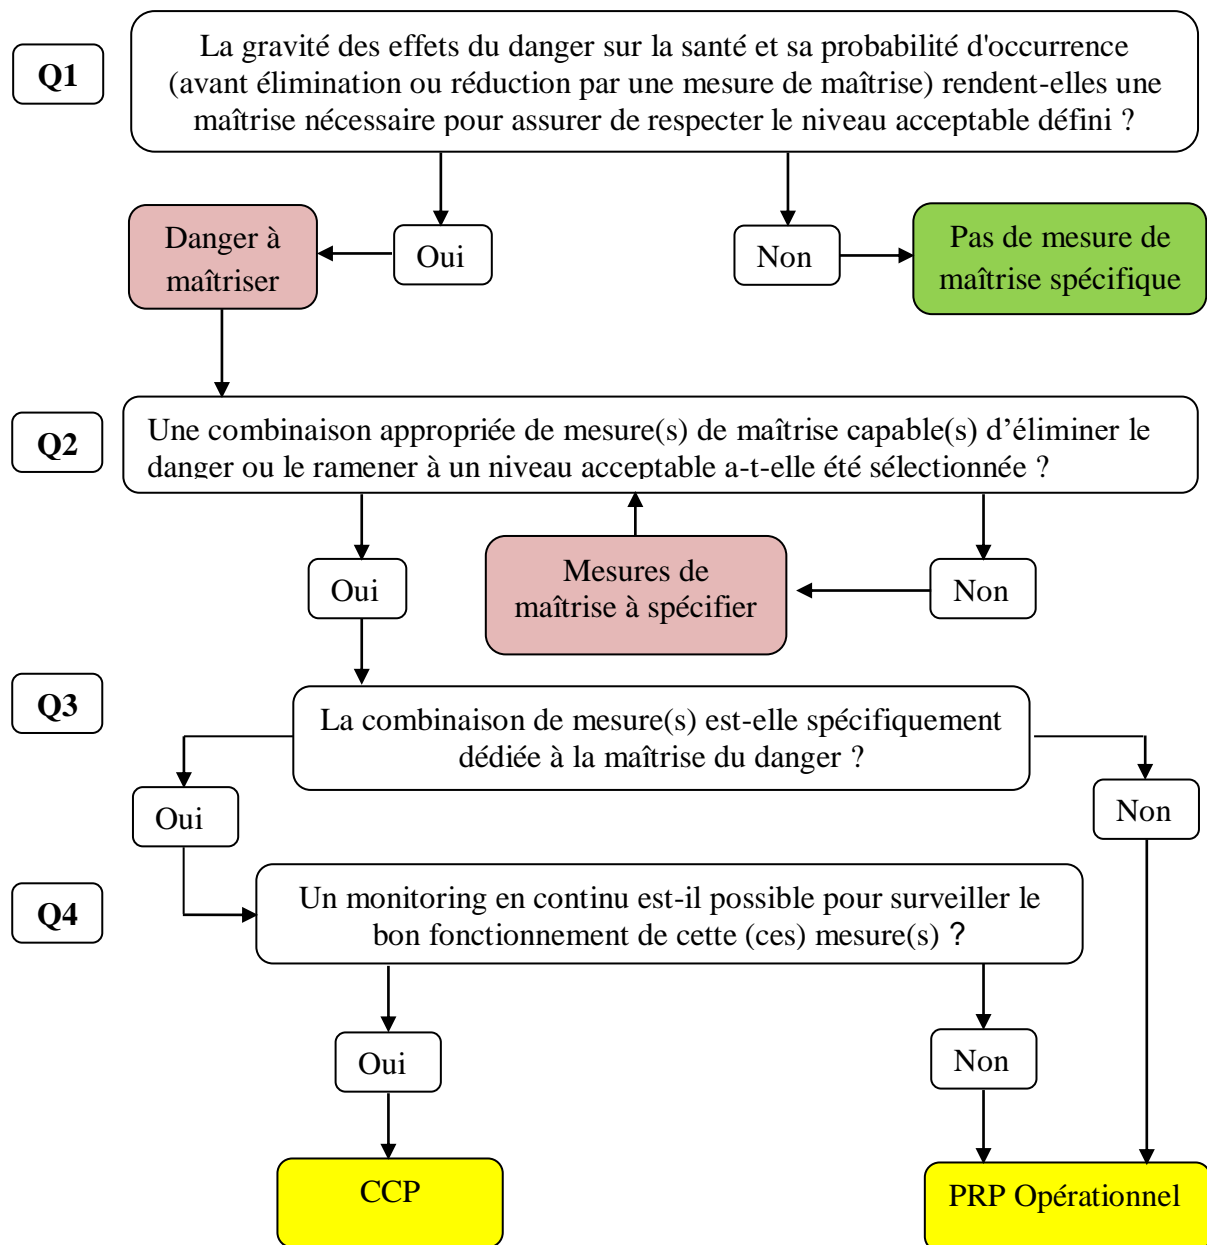 Q1
La gravité des effets du danger sur la santé et sa probabilité d'occurrence
(avant élimination ou réduction par une mesure de maîtrise) rendent-elles une
maîtrise nécessaire pour assurer de respecter le niveau acceptable défini ?
Danger à
maîtriser
Oui
Non
Pas de mesure de
maîtrise spécifique
Q2
Une combinaison appropriée de mesure(s) de maîtrise capable(s) d’éliminer le
danger ou le ramener à un niveau acceptable a-t-elle été sélectionnée ?
Oui
Mesures de
maîtrise à spécifier
Non
Q3
La combinaison de mesure(s) est-elle spécifiquement
dédiée à la maîtrise du danger ?
Oui
Non
Q4
Un monitoring en continu est-il possible pour surveiller le
bon fonctionnement de cette (ces) mesure(s) ?
Oui
Non
CCP
PRP Opérationnel